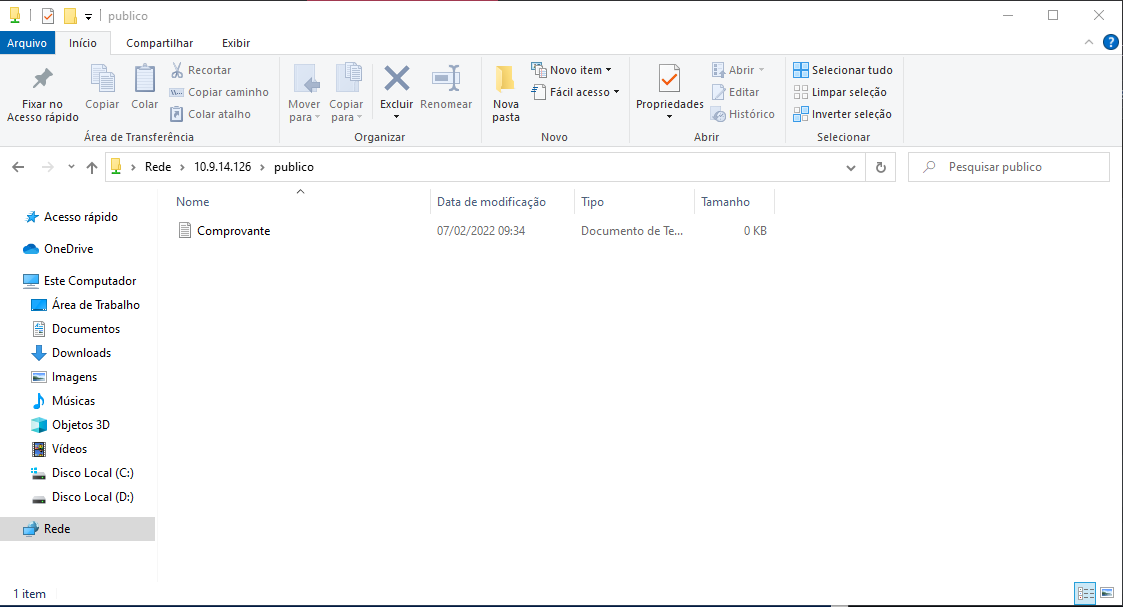 publico
Arquivo
Início
Compartilhar
Exibir
Fixar no
Acesso rápido
Copiar
Colar
Recortar
Copiar caminho
Colar atalho
Área de Transferência
Mover
para
Copiar
para
Excluir
Renomear
Organizar
Nova
pasta
Novo item
Fácil acesso
Novo
Propriedades
Abrir
Editar
Histórico
Abrir
Selecionar tudo
Limpar seleção
Inverter seleção
Selecionar
Rede
10.9.14.126
publico
Pesquisar publico
Nome
Data de modificação
Tipo
Tamanho
Comprovante
07/02/2022 09:34
Documento de Te...
0 KB
Acesso rápido
OneDrive
Este Computador
Área de Trabalho
Documentos
Downloads
Imagens
Músicas
Objetos 3D
Vídeos
Disco Local (C:)
Disco Local (D:)
Rede
1 item